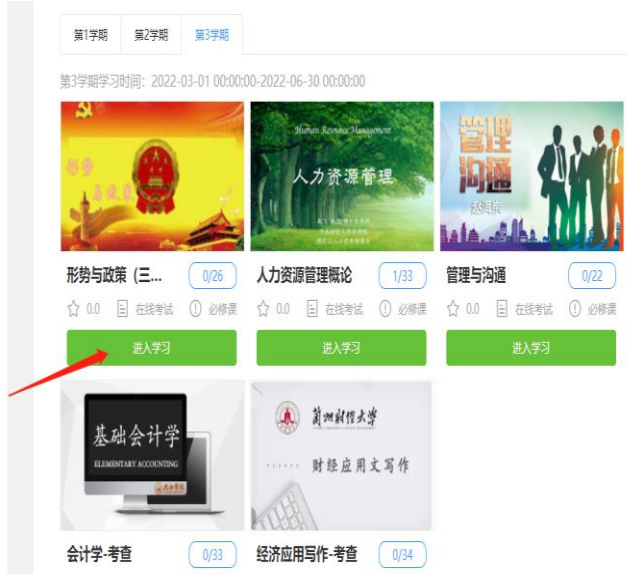 第1学期 第2学期 第3学期
第3学期学习时间：2022-03-01 00:00:00-2022-06-30 00:00:00
形势
与政策
Human Resource Management
人力资源管理
管理
沟通
形势与政策（三... 0/26
人力资源管理概论 1/33
管理与沟通 0/22
0.0 在线考试 必修课
0.0 在线考试 必修课
0.0 在线考试 必修课
进入学习
进入学习
进入学习
基础会计学
ELEMENTARY ACCOUNTING
兰州财经大学
财经应用文写作
会计学-考查 0/33
经济应用写作-考查 0/34